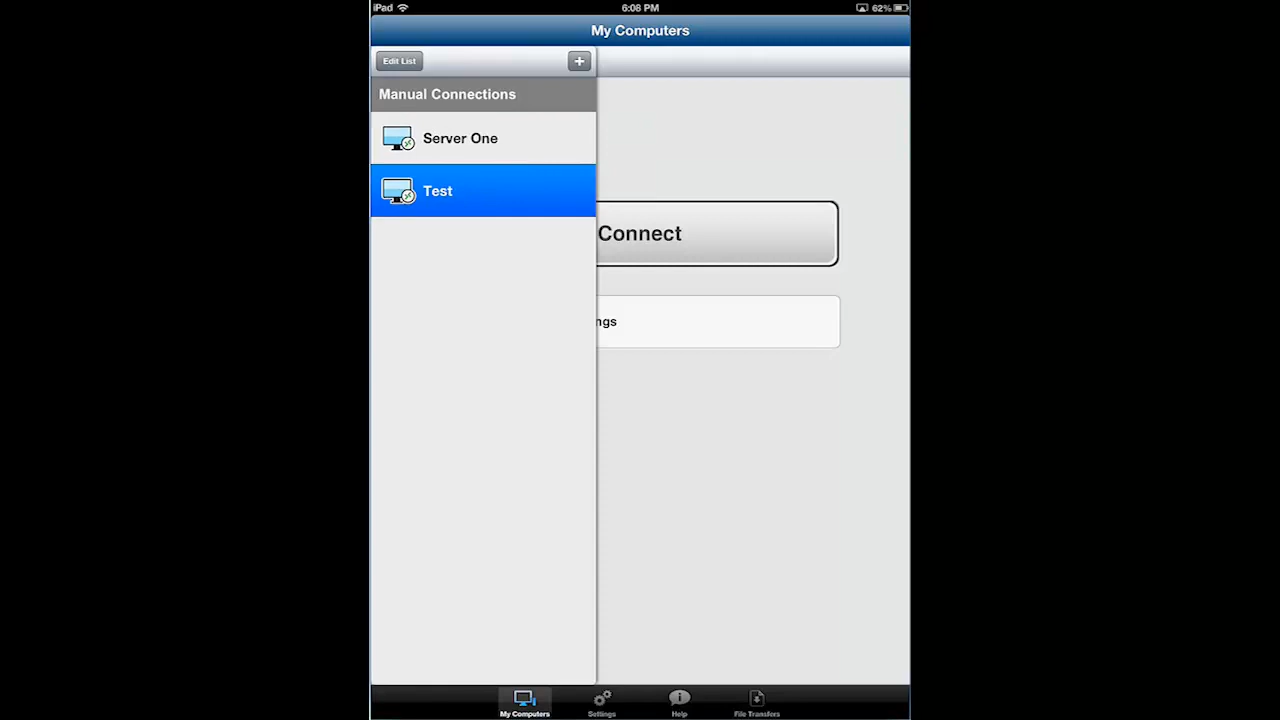 iPad 6:08 PM 62%
My Computers
Edit List +
Manual Connections
Server One
Test
Connect
ngs
My Computers Settings Help File Transfers